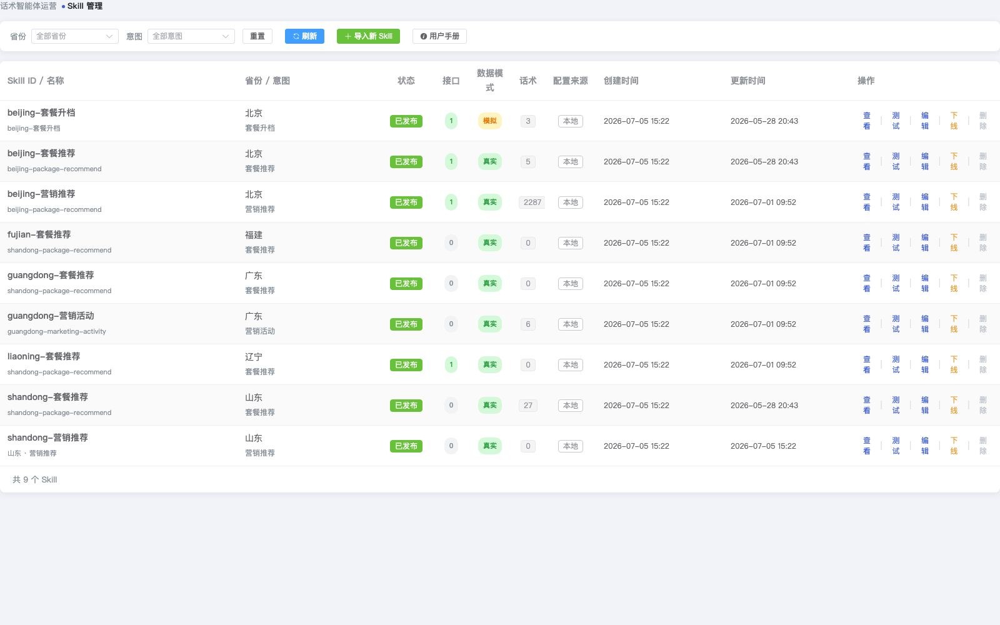 话术智能体运营 Skill 管理
省份 全部省份 意图 全部意图 重置 刷新 导入新 Skill 用户手册
Skill ID / 名称 省份 / 意图 状态 接口 数据模式 话术 配置来源 创建时间 更新时间 操作
beijing-套餐升档 北京 已发布 1 模拟 3 本地 2026-07-05 15:22 2026-05-28 20:43 查看 测试 编辑 下线 删除
beijing-套餐升档 套餐升档
beijing-套餐推荐 北京 已发布 1 真实 5 本地 2026-07-05 15:22 2026-05-28 20:43 查看 测试 编辑 下线 删除
beijing-package-recommend 套餐推荐
beijing-营销推荐 北京 已发布 1 真实 2287 本地 2026-07-05 15:22 2026-07-01 09:52 查看 测试 编辑 下线 删除
beijing-package-recommend 营销推荐
fujian-套餐推荐 福建 已发布 0 真实 0 本地 2026-07-05 15:22 2026-07-01 09:52 查看 测试 编辑 下线 删除
shandong-package-recommend 套餐推荐
guangdong-套餐推荐 广东 已发布 0 真实 0 本地 2026-07-05 15:22 2026-07-01 09:52 查看 测试 编辑 下线 删除
shandong-package-recommend 套餐推荐
guangdong-营销活动 广东 已发布 0 真实 6 本地 2026-07-05 15:22 2026-07-01 09:52 查看 测试 编辑 下线 删除
guangdong-marketing-activity 营销活动
liaoning-套餐推荐 辽宁 已发布 1 真实 0 本地 2026-07-05 15:22 2026-07-01 09:52 查看 测试 编辑 下线 删除
shandong-package-recommend 套餐推荐
shandong-套餐推荐 山东 已发布 0 真实 27 本地 2026-07-05 15:22 2026-05-28 20:43 查看 测试 编辑 下线 删除
shandong-package-recommend 套餐推荐
shandong-营销推荐 山东 已发布 0 真实 0 本地 2026-07-05 15:22 2026-07-05 15:22 查看 测试 编辑 下线 删除
山东 · 营销推荐 营销推荐
共 9 个 Skill